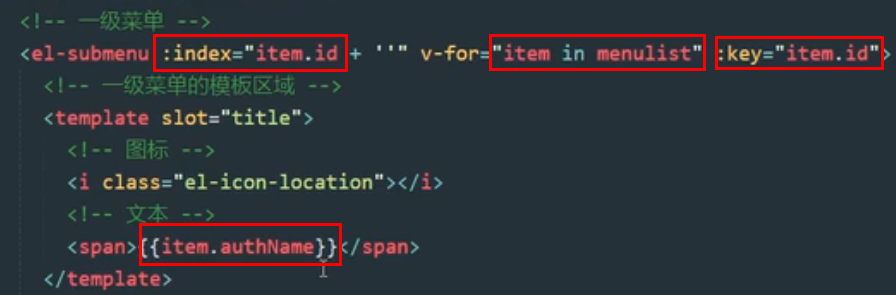 <!-- 一级菜单 -->
<el-submenu :index="item.id + ''" v-for="item in menulist" :key="item.id">
<!-- 一级菜单的模板区域 -->
<template slot="title">
<!-- 图标 -->
<i class="el-icon-location"></i>
<!-- 文本 -->
<span>{{item.authName}}</span>
</template>